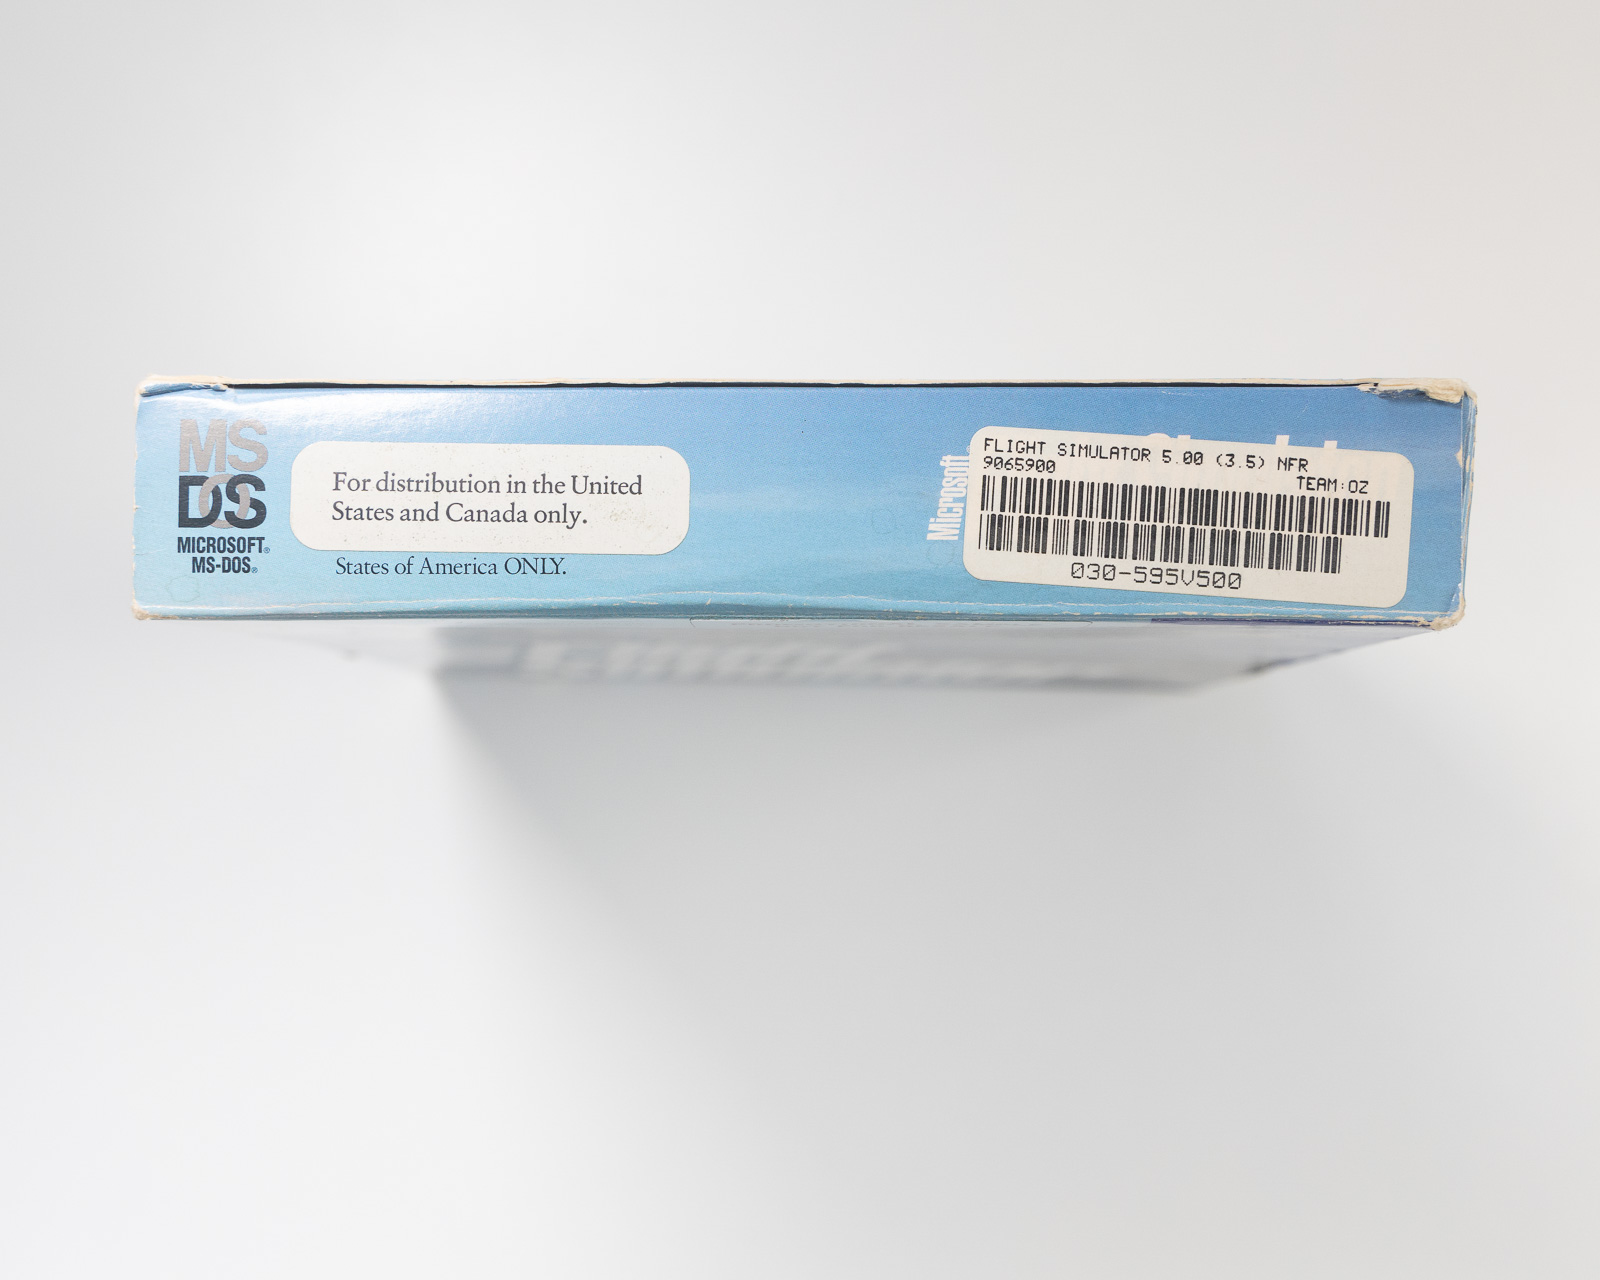 MS
DOS
MICROSOFT®
MS-DOS®
For distribution in the United
States and Canada only.
States of America ONLY.
Microsoft
FLIGHT SIMULATOR 5.00 (3.5) NFR
9065900
TEAM:OZ
030-595V500